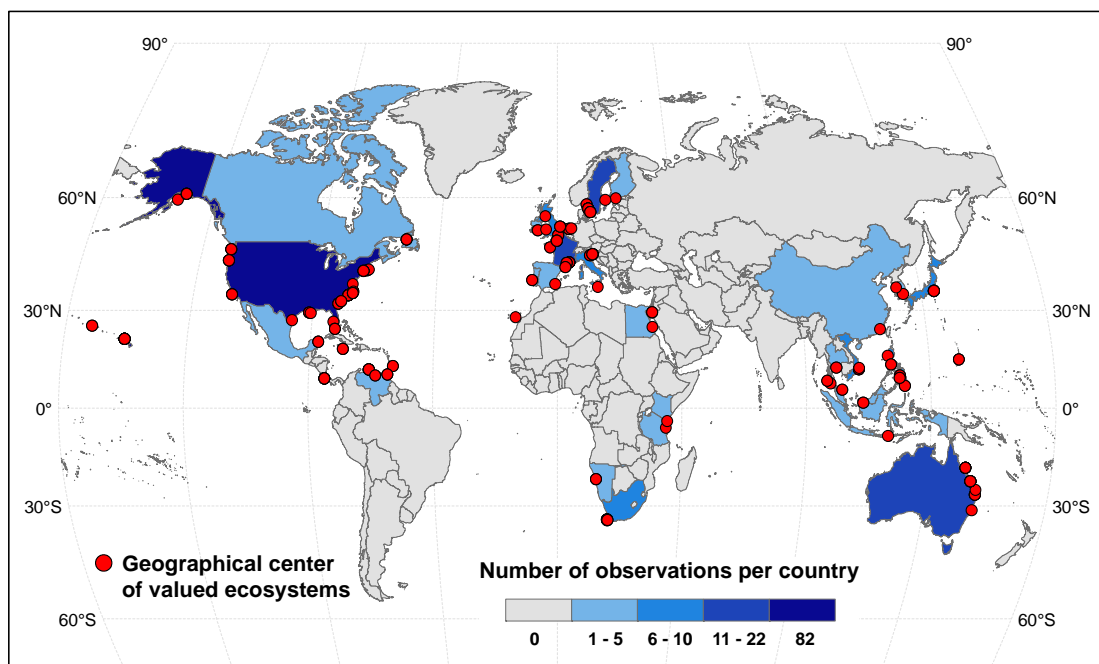 90°
90°
60°N
60°N
30°N
30°N
0°
0°
30°S
30°S
Geographical center
of valued ecosystems
Number of observations per country
0
1 - 5
6 - 10
11 - 22
82
60°S
60°S